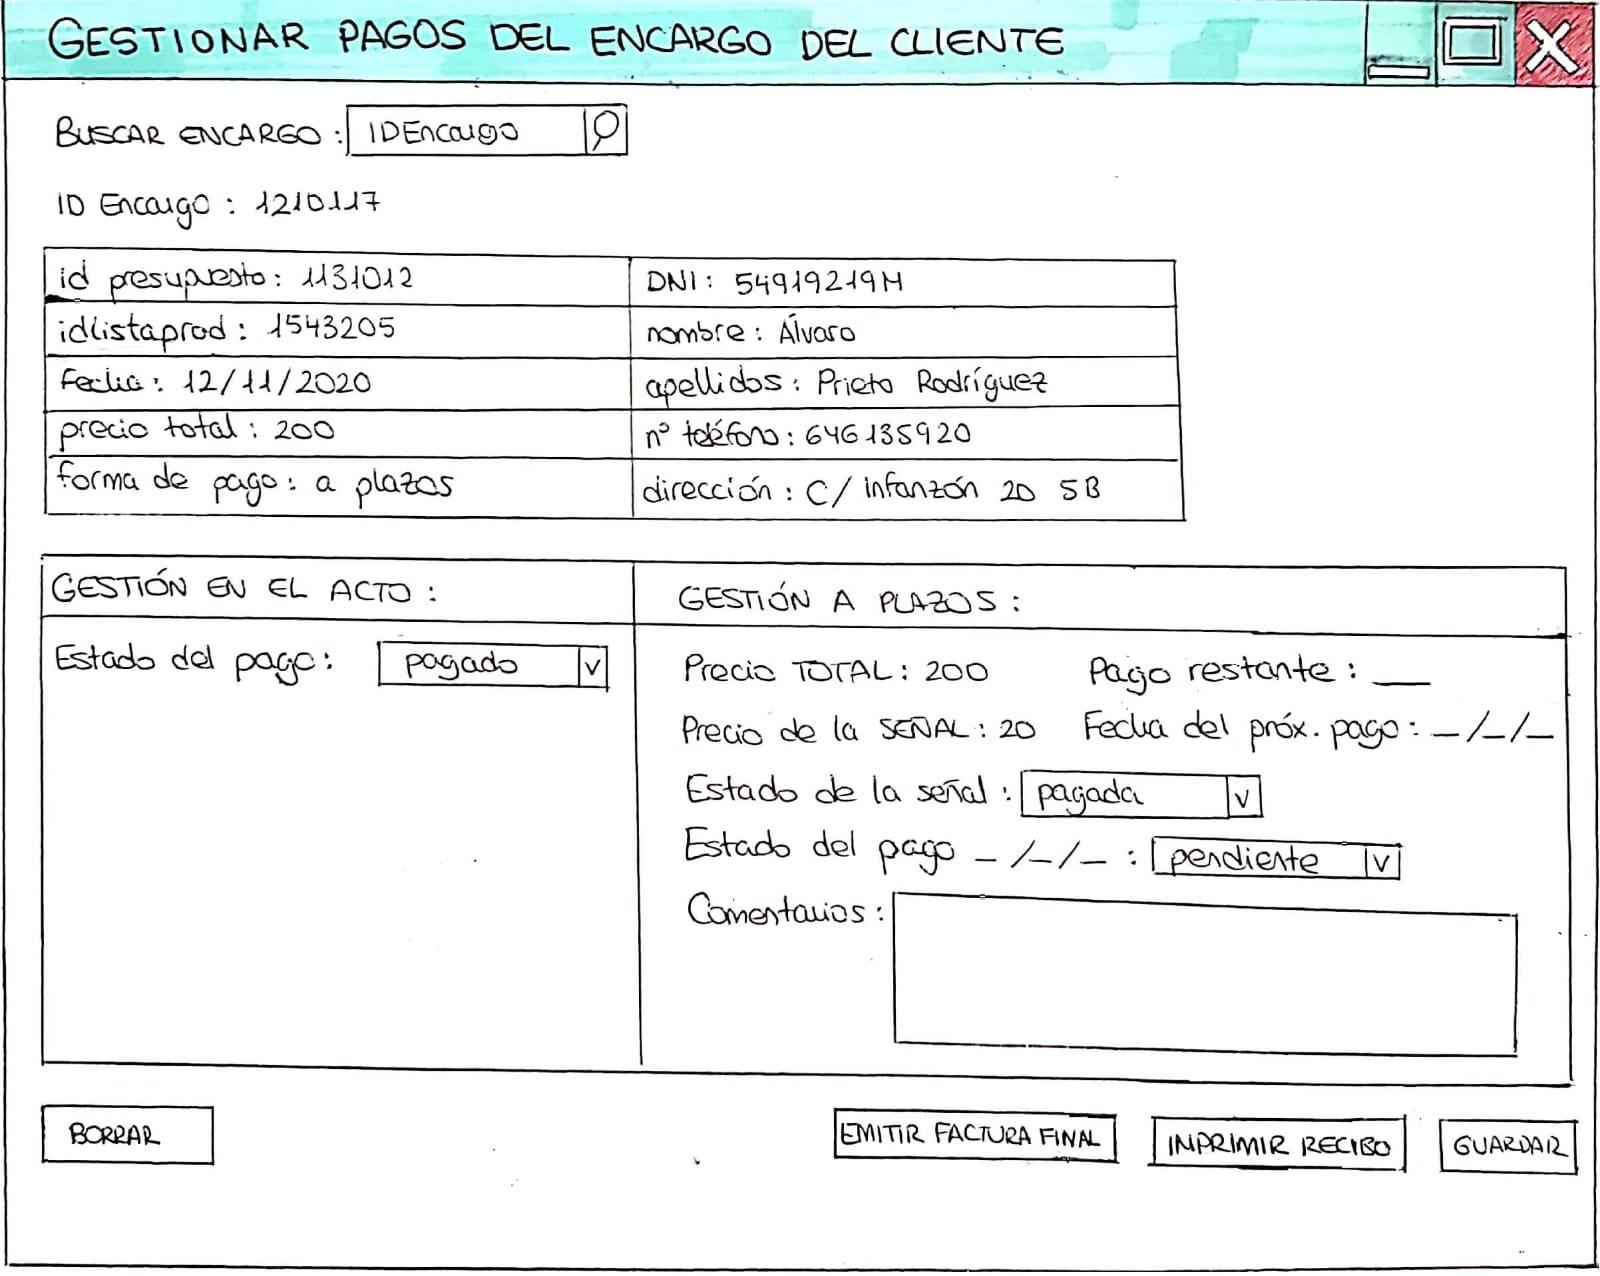 GESTIONAR PAGOS DEL ENCARGO DEL CLIENTE
BUSCAR ENCARGO: IDEncargo
ID Encargo: 1210117
id presupuesto: 1131012
DNI: 54919219M
idlistaprod: 1543205
nombre: Álvaro
Fecha: 12/11/2020
apellidos: Prieto Rodríguez
precio total: 200
nº teléfono: 646135920
forma de pago: a plazos
dirección: C/ infanzón 20 5B
GESTIÓN EN EL ACTO:
GESTIÓN A PLAZOS:
Estado del pago: pagado v
Precio TOTAL: 200 Pago restante: __
Precio de la SEÑAL: 20 Fecha del próx. pago: _/_/_
Estado de la señal: pagada v
Estado del pago _/_/_: pendiente v
Comentarios:
BORRAR
EMITIR FACTURA FINAL
INPRIMIR RECIBO
GUARDAR